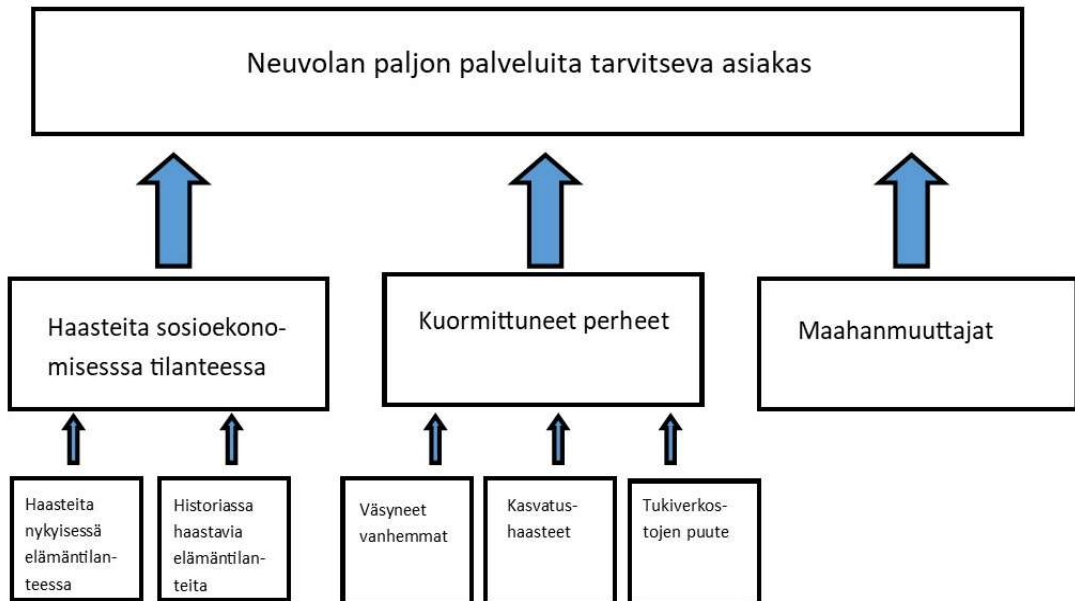 Neuvolan paljon palveluita tarvitseva asiakas
Haasteita sosioekono-
misesssa tilanteessa
Kuormittuneet perheet
Maahanmuuttajat
Haasteita
nykyisessä
elämäntilan-
teessa
Historiassa
haastavia
elämäntilan-
teita
Väsyneet
vanhemmat
Kasvatus-
haasteet
Tukiverkos-
tojen puute